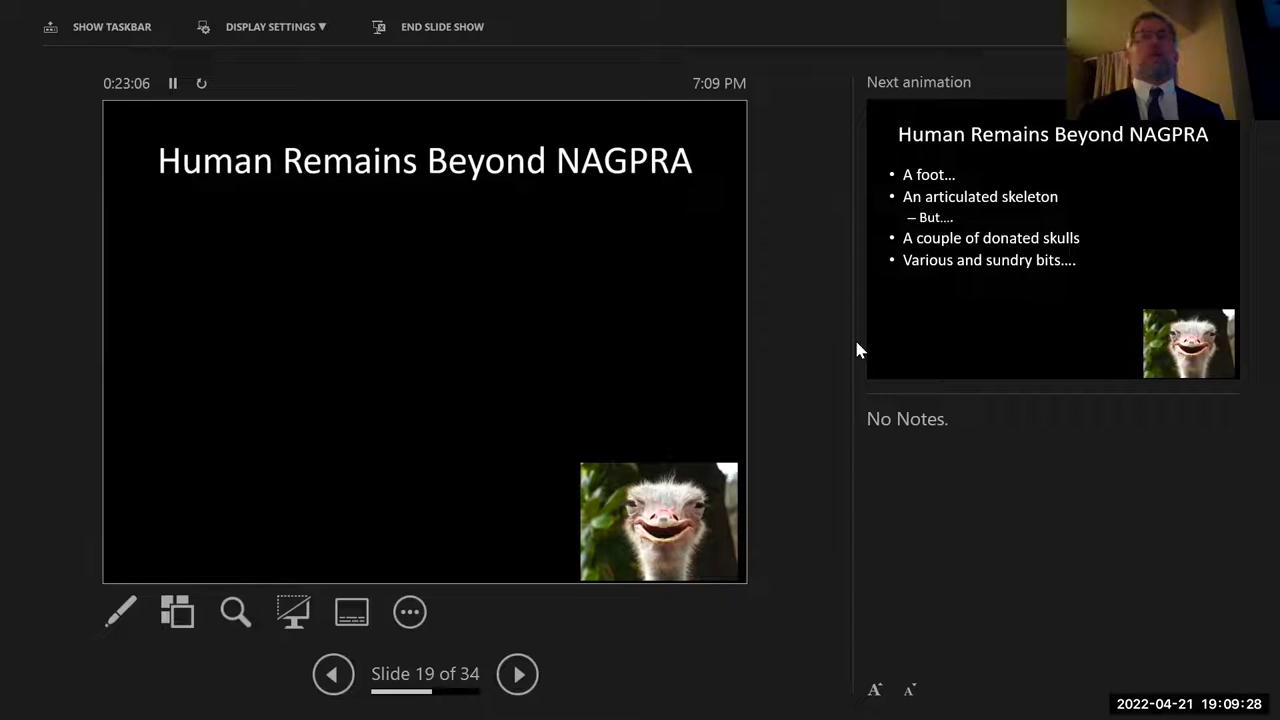 SHOW TASKBAR
DISPLAY SETTINGS ▼
END SLIDE SHOW
0:23:06
7:09 PM
Human Remains Beyond NAGPRA
Next animation
Human Remains Beyond NAGPRA
• A foot...
• An articulated skeleton
– But....
• A couple of donated skulls
• Various and sundry bits....
No Notes.
Slide 19 of 34
A A
2022-04-21 19:09:28